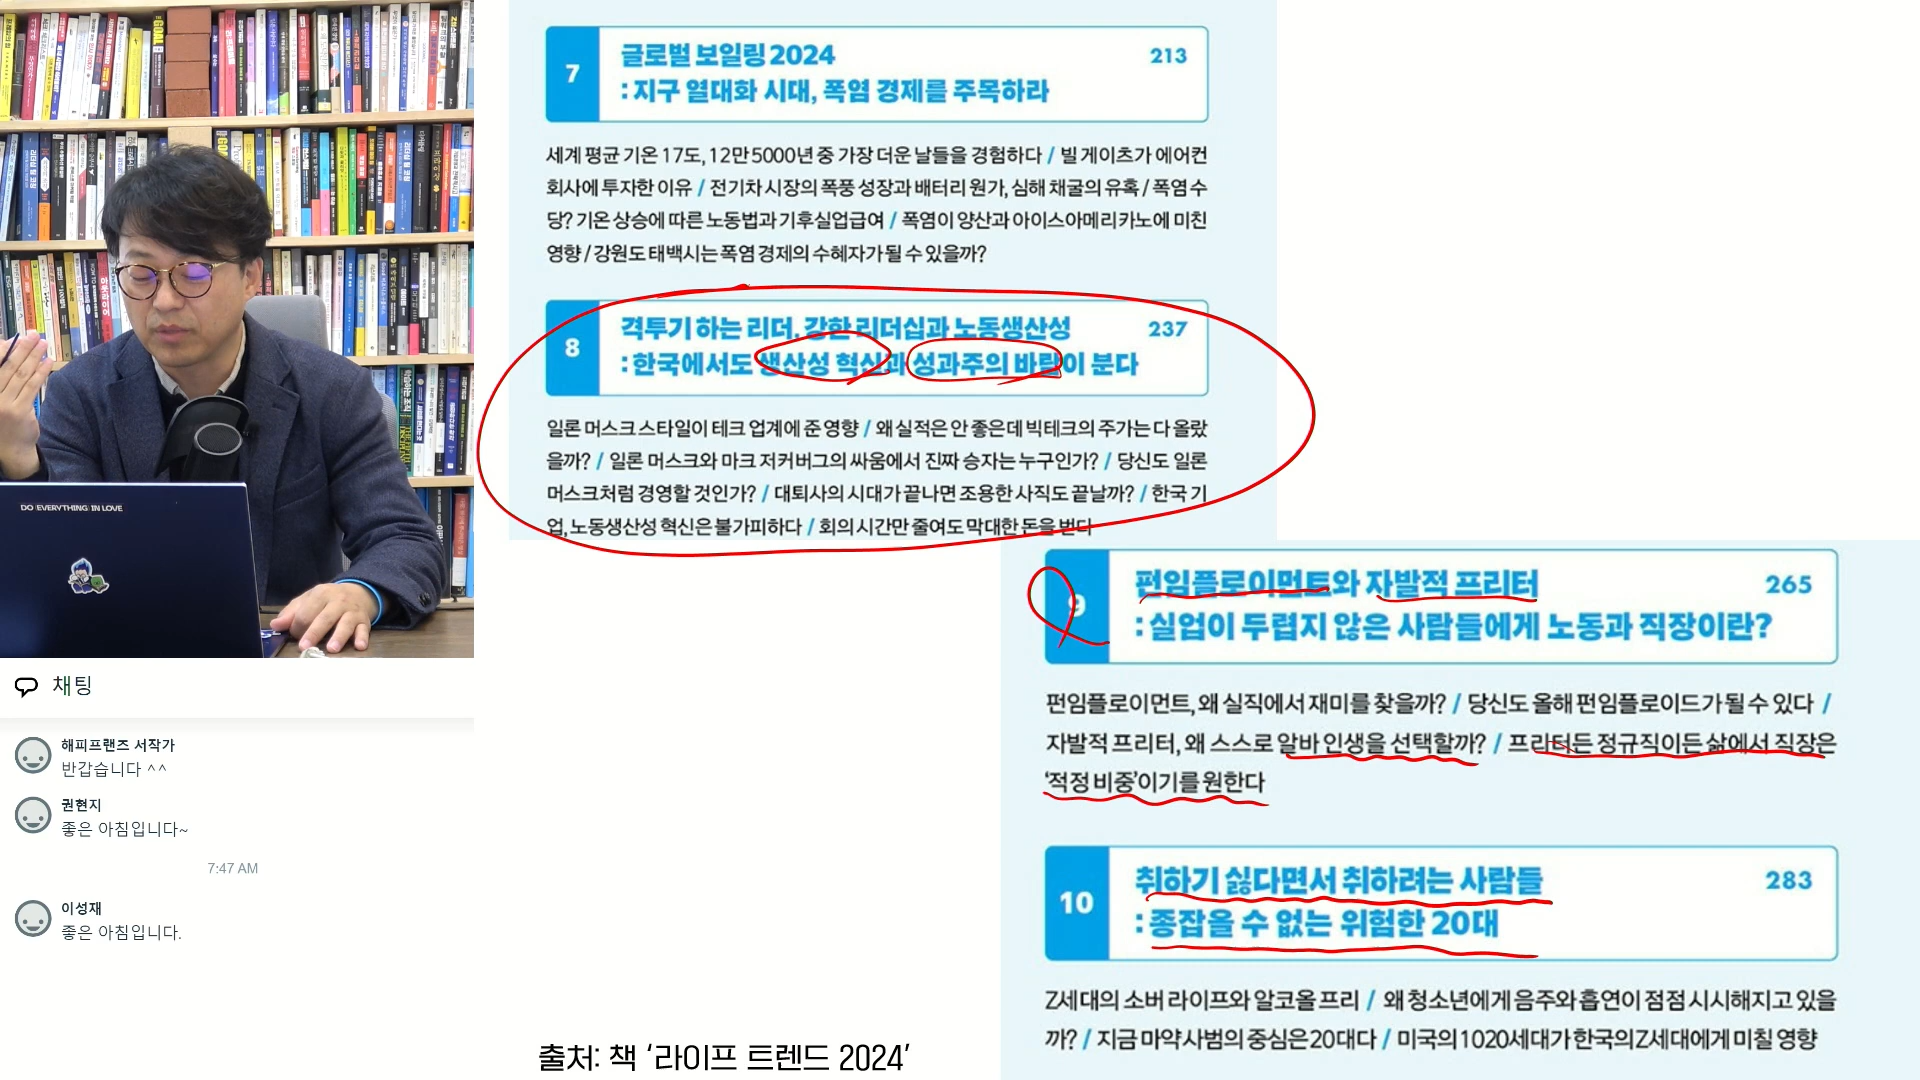 DO EVERYTHING IN LOVE
채팅
해피프랜즈 서작가
반갑습니다 ^^
권현지
좋은 아침입니다~
7:47 AM
이성재
좋은 아침입니다.
7
글로벌 보일링 2024
213
: 지구 열대화 시대, 폭염 경제를 주목하라
세계 평균 기온 17도, 12만 5000년 중 가장 더운 날들을 경험하다 / 빌 게이츠가 에어컨
회사에 투자한 이유 / 전기차 시장의 폭풍 성장과 배터리 원가, 심해 채굴의 유혹 / 폭염 수
당? 기온 상승에 따른 노동법과 기후실업급여 / 폭염이 양산과 아이스아메리카노에 미친
영향 / 강원도 태백시는 폭염 경제의 수혜자가 될 수 있을까?
8
격투기 하는 리더, 강한 리더십과 노동생산성
237
: 한국에서도 생산성 혁신과 성과주의 바람이 분다
일론 머스크 스타일이 테크 업계에 준 영향 / 왜 실적은 안 좋은데 빅테크의 주가는 다 올랐
을까? / 일론 머스크와 마크 저커버그의 싸움에서 진짜 승자는 누구인가? / 당신도 일론
머스크처럼 경영할 것인가? / 대퇴사의 시대가 끝나면 조용한 사직도 끝날까? / 한국 기
업, 노동생산성 혁신은 불가피하다 / 회의 시간만 줄여도 막대한 돈을 번다
9
펀임플로이먼트와 자발적 프리터
265
: 실업이 두렵지 않은 사람들에게 노동과 직장이란?
펀임플로이먼트, 왜 실직에서 재미를 찾을까? / 당신도 올해 펀임플로이드가 될 수 있다 /
자발적 프리터, 왜 스스로 알바 인생을 선택할까? / 프리터든 정규직이든 삶에서 직장은
‘적정 비중’이기를 원한다
10
취하기 싫다면서 취하려는 사람들
283
: 종잡을 수 없는 위험한 20대
Z세대의 소버 라이프와 알코올 프리 / 왜 청소년에게 음주와 흡연이 점점 시시해지고 있을
까? / 지금 마약사범의 중심은 20대다 / 미국의 1020세대가 한국의 Z세대에게 미칠 영향
출처: 책 ‘라이프 트렌드 2024’